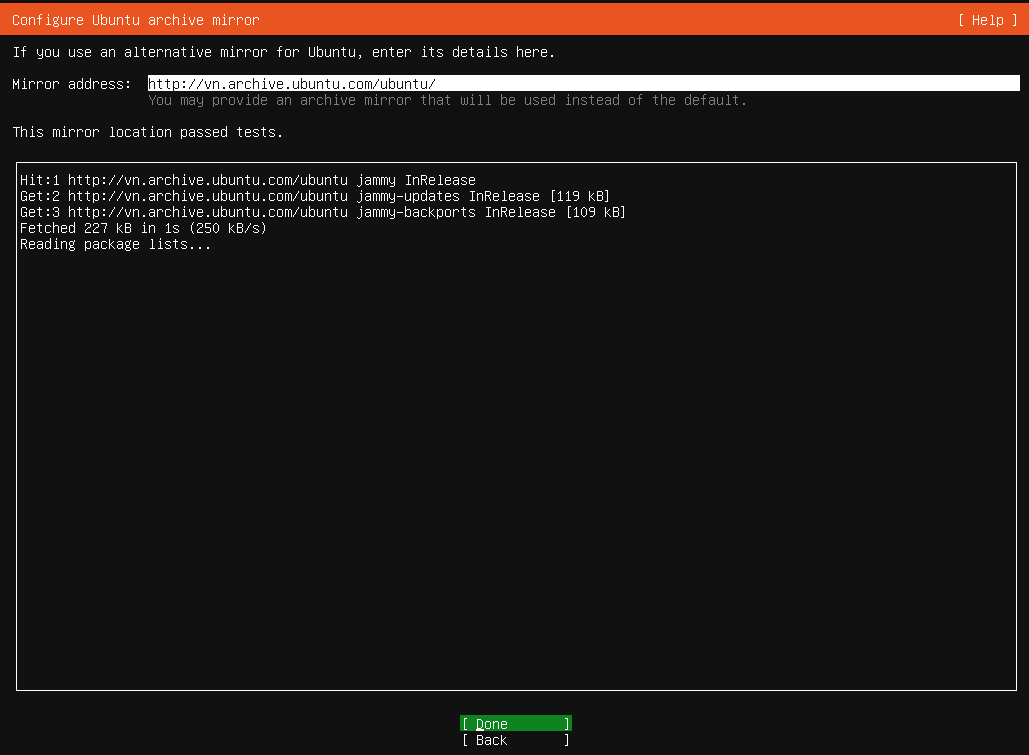 Configure Ubuntu archive mirror [ Help ]
If you use an alternative mirror for Ubuntu, enter its details here.
Mirror address: http://vn.archive.ubuntu.com/ubuntu/
You may provide an archive mirror that will be used instead of the default.
This mirror location passed tests.
Hit:1 http://vn.archive.ubuntu.com/ubuntu jammy InRelease
Get:2 http://vn.archive.ubuntu.com/ubuntu jammy-updates InRelease [119 kB]
Get:3 http://vn.archive.ubuntu.com/ubuntu jammy-backports InRelease [109 kB]
Fetched 227 kB in 1s (250 kB/s)
Reading package lists...
[ Done ]
[ Back ]